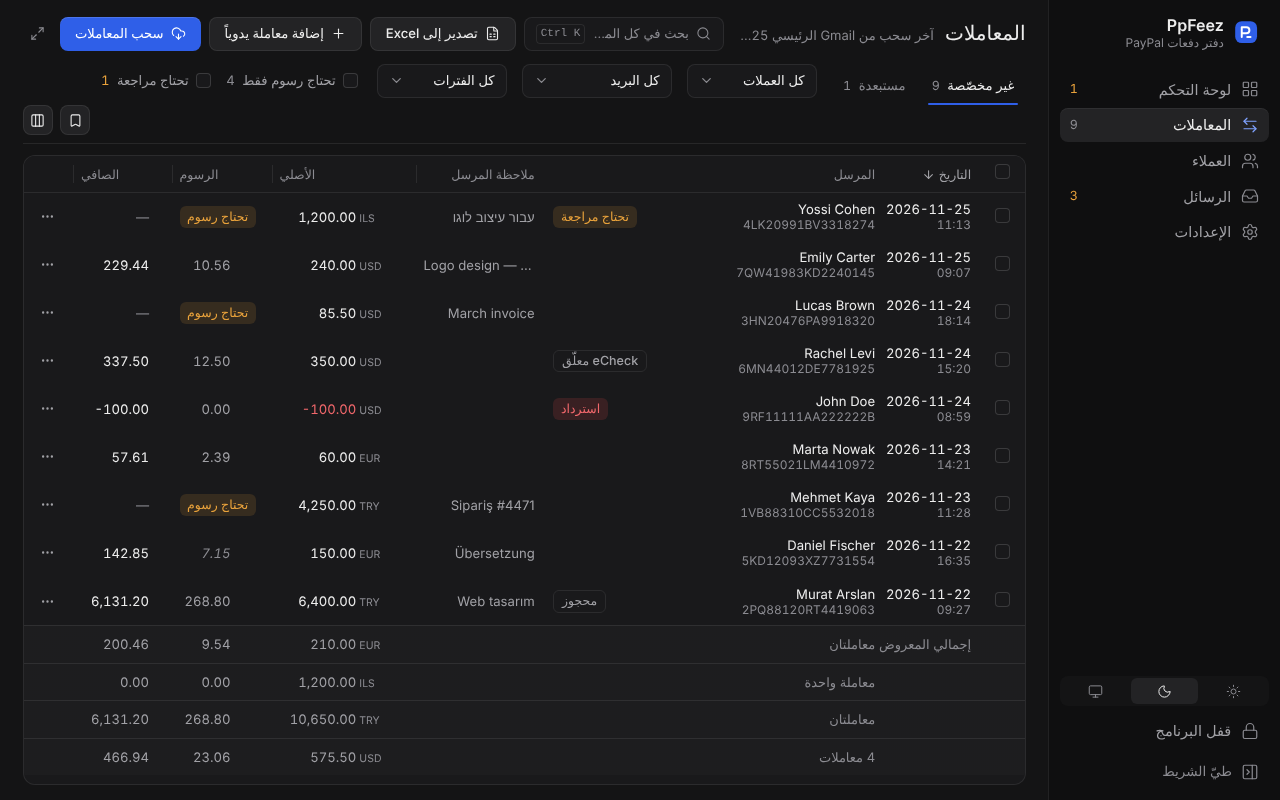 PpFeez
دفتر دفعات PayPal
لوحة التحكم 1
المعاملات 9
العملاء
الرسائل 3
الإعدادات
قفل البرنامج
طيّ الشريط
المعاملات آخر سحب من Gmail الرئيسي 25...
بحث في كل المـ... Ctrl K
تصدير إلى Excel
إضافة معاملة يدوياً
سحب المعاملات
غير مخصّصة 9 مستبعدة 1
كل العملات كل البريد كل الفترات
تحتاج رسوم فقط 4 تحتاج مراجعة 1
التاريخ المرسل ملاحظة المرسل الأصلي الرسوم الصافي
2026-11-25 Yossi Cohen تحتاج مراجعة עבור עיצוב לוגו 1,200.00 ILS تحتاج رسوم —
11:13 4LK20991BV3318274
2026-11-25 Emily Carter Logo design — ... 240.00 USD 10.56 229.44
09:07 7QW41983KD2240145
2026-11-24 Lucas Brown March invoice 85.50 USD تحتاج رسوم —
18:14 3HN20476PA9918320
2026-11-24 Rachel Levi eCheck معلّق 350.00 USD 12.50 337.50
15:20 6MN44012DE7781925
2026-11-24 John Doe استرداد -100.00 USD 0.00 -100.00
08:59 9RF11111AA222222B
2026-11-23 Marta Nowak 60.00 EUR 2.39 57.61
14:21 8RT55021LM4410972
2026-11-23 Mehmet Kaya Sipariş #4471 4,250.00 TRY تحتاج رسوم —
11:28 1VB88310CC5532018
2026-11-22 Daniel Fischer Übersetzung 150.00 EUR 7.15 142.85
16:35 5KD12093XZ7731554
2026-11-22 Murat Arslan محجوز Web tasarım 6,400.00 TRY 268.80 6,131.20
09:27 2PQ88120RT4419063
إجمالي المعروض معاملتان 210.00 EUR 9.54 200.46
معاملة واحدة 1,200.00 ILS 0.00 0.00
معاملتان 10,650.00 TRY 268.80 6,131.20
4 معاملات 575.50 USD 23.06 466.94